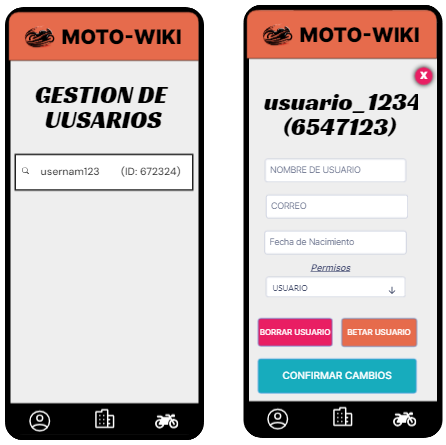 MOTO-WIKI
GESTION DE
UUSARIOS
usernam123 (ID: 672324)
MOTO-WIKI
X
usuario_1234
(6547123)
NOMBRE DE USUARIO
CORREO
Fecha de Nacimiento
Permisos
USUARIO
BORRAR USUARIO BETAR USUARIO
CONFIRMAR CAMBIOS